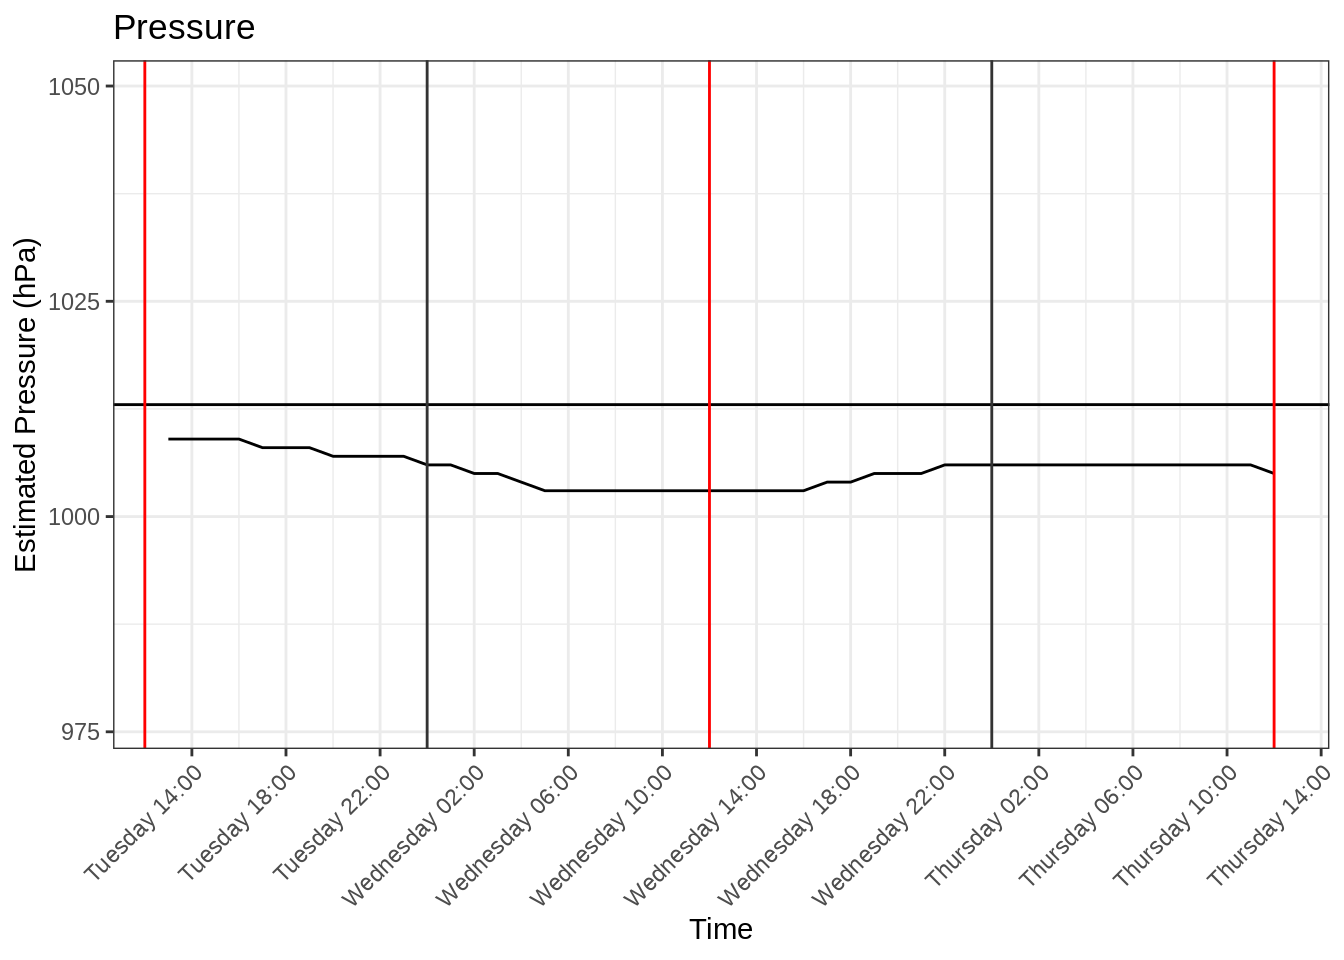 Pressure
1050
1025
1000
975
Estimated Pressure (hPa)
Tuesday 14:00
Tuesday 18:00
Tuesday 22:00
Wednesday 02:00
Wednesday 06:00
Wednesday 10:00
Wednesday 14:00
Wednesday 18:00
Wednesday 22:00
Thursday 02:00
Thursday 06:00
Thursday 10:00
Thursday 14:00
Time